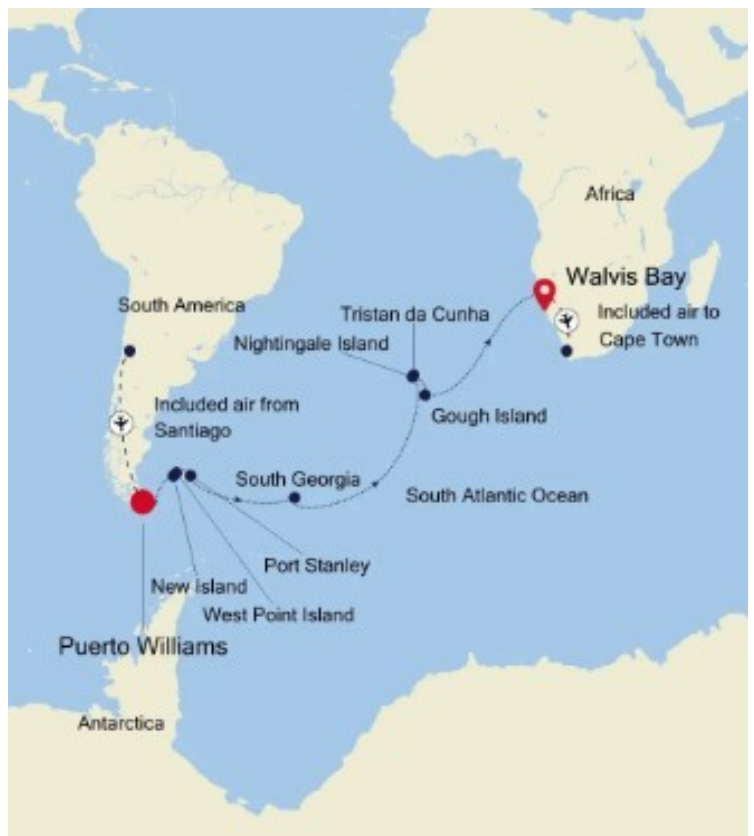 Africa
Walvis Bay
South America
Tristan da Cunha
Included air to
Cape Town
Nightingale Island
Included air from
Santiago
Gough Island
South Georgia
South Atlantic Ocean
Port Stanley
New Island
West Point Island
Puerto Williams
Antarctica